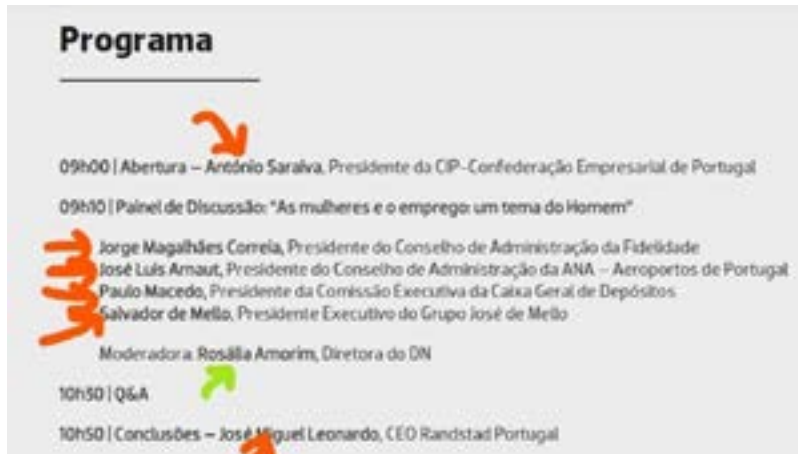 Programa
09h00 | Abertura – António Saraiva, Presidente da CIP-Confederação Empresarial de Portugal
09h10 | Painel de Discussão: "As mulheres e o emprego: um tema do Homem"
Jorge Magalhães Correia, Presidente do Conselho de Administração da Fidelidade
José Luis Arnaut, Presidente do Conselho de Administração da ANA – Aeroportos de Portugal
Paulo Macedo, Presidente da Comissão Executiva da Caixa Geral de Depósitos
Salvador de Mello, Presidente Executivo do Grupo José de Mello
Moderadora: Rosália Amorim, Diretora do DN
10h30 | Q&A
10h50 | Conclusões – José Miguel Leonardo, CEO Randstad Portugal